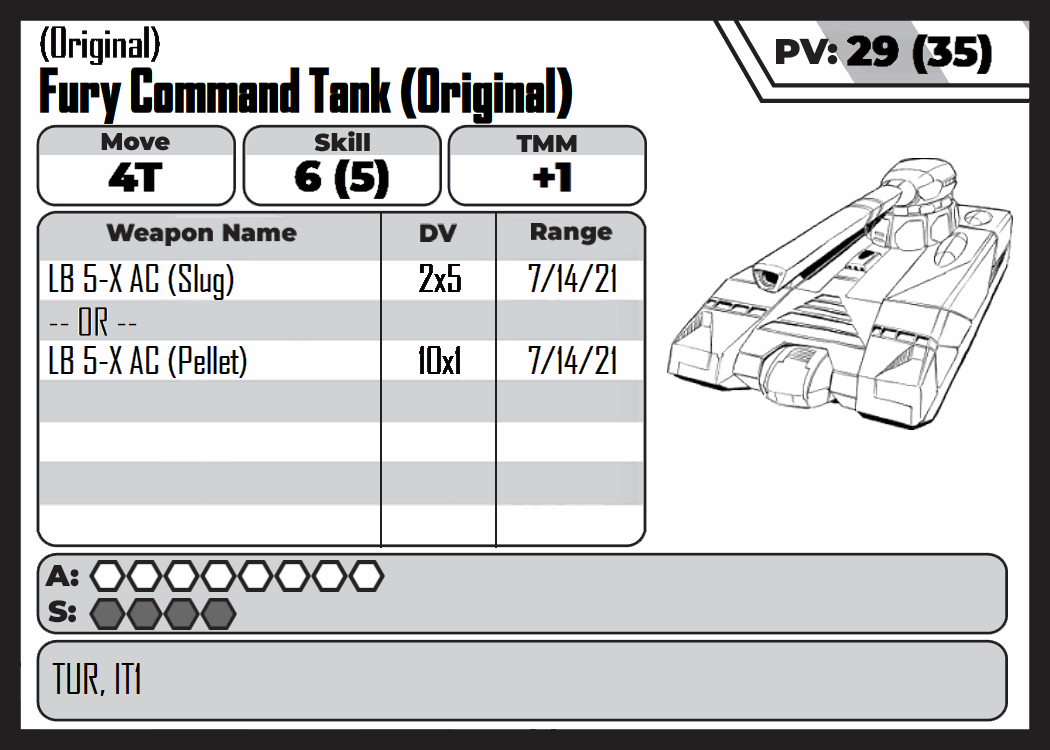 (Original)
Fury Command Tank (Original)
PV: 29 (35)
Move
4T
Skill
6 (5)
TMM
+1
Weapon Name DV Range
LB 5-X AC (Slug) 2x5 7/14/21
-- OR --
LB 5-X AC (Pellet) 10x1 7/14/21
A:
S:
TUR, IT1